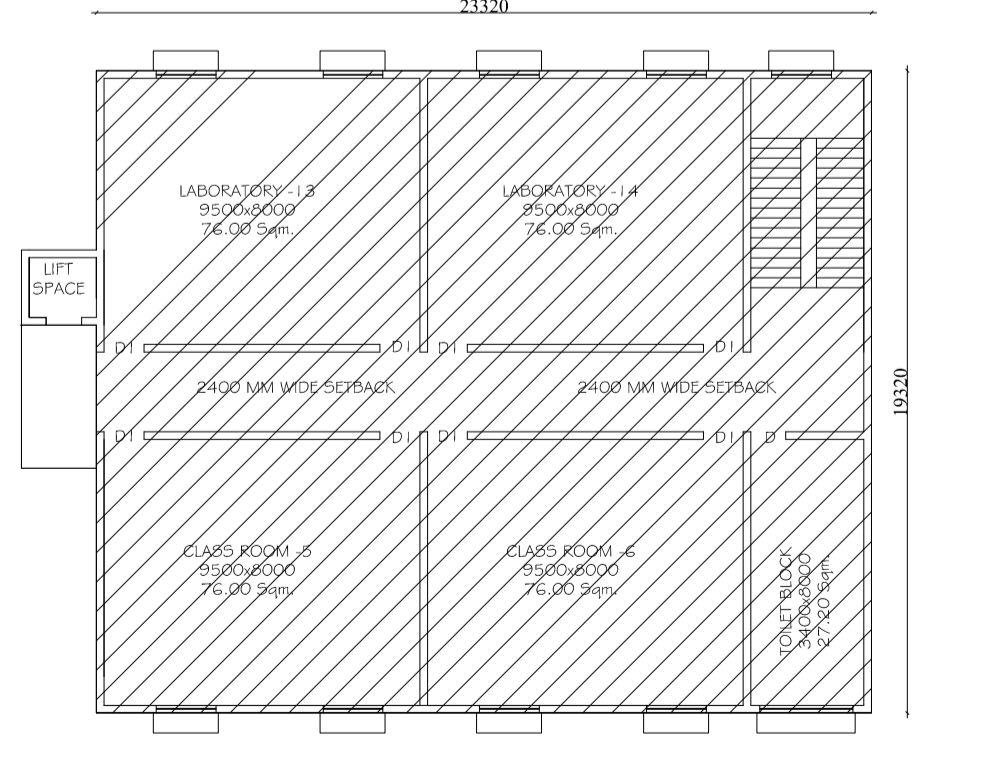 23320
LABORATORY -13
9500x8000
76.00 Sqm.
LABORATORY -14
9500x8000
76.00 Sqm.
LIFT
SPACE
D1
D1
D1
D1
2400 MM WIDE SETBACK
2400 MM WIDE SETBACK
19320
D1
D1
D1
D1
D
CLASS ROOM -5
9500x8000
76.00 Sqm.
CLASS ROOM -6
9500x8000
76.00 Sqm.
TOILET BLOCK
3400x8000
27.20 Sqm.